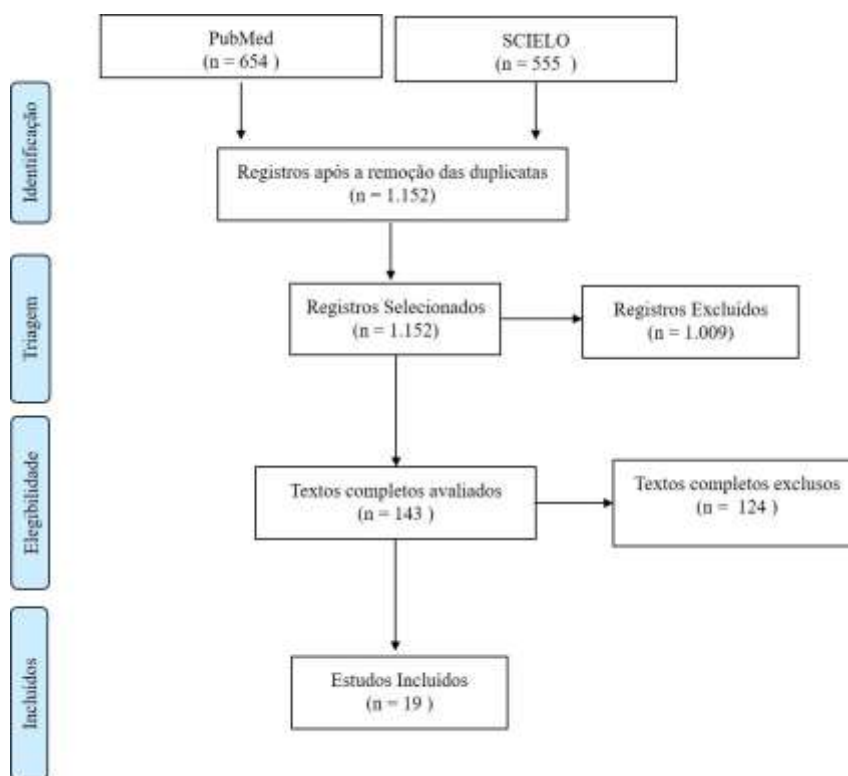 PubMed
(n = 654 )
SCIELO
(n = 555 )
Identificação
Registros após a remoção das duplicatas
(n = 1.152)
Triagem
Registros Selecionados
(n = 1.152)
Registros Excluídos
(n = 1.009)
Elegibilidade
Textos completos avaliados
(n = 143 )
Textos completos exclusos
(n = 124 )
Incluídos
Estudos Incluídos
(n = 19 )